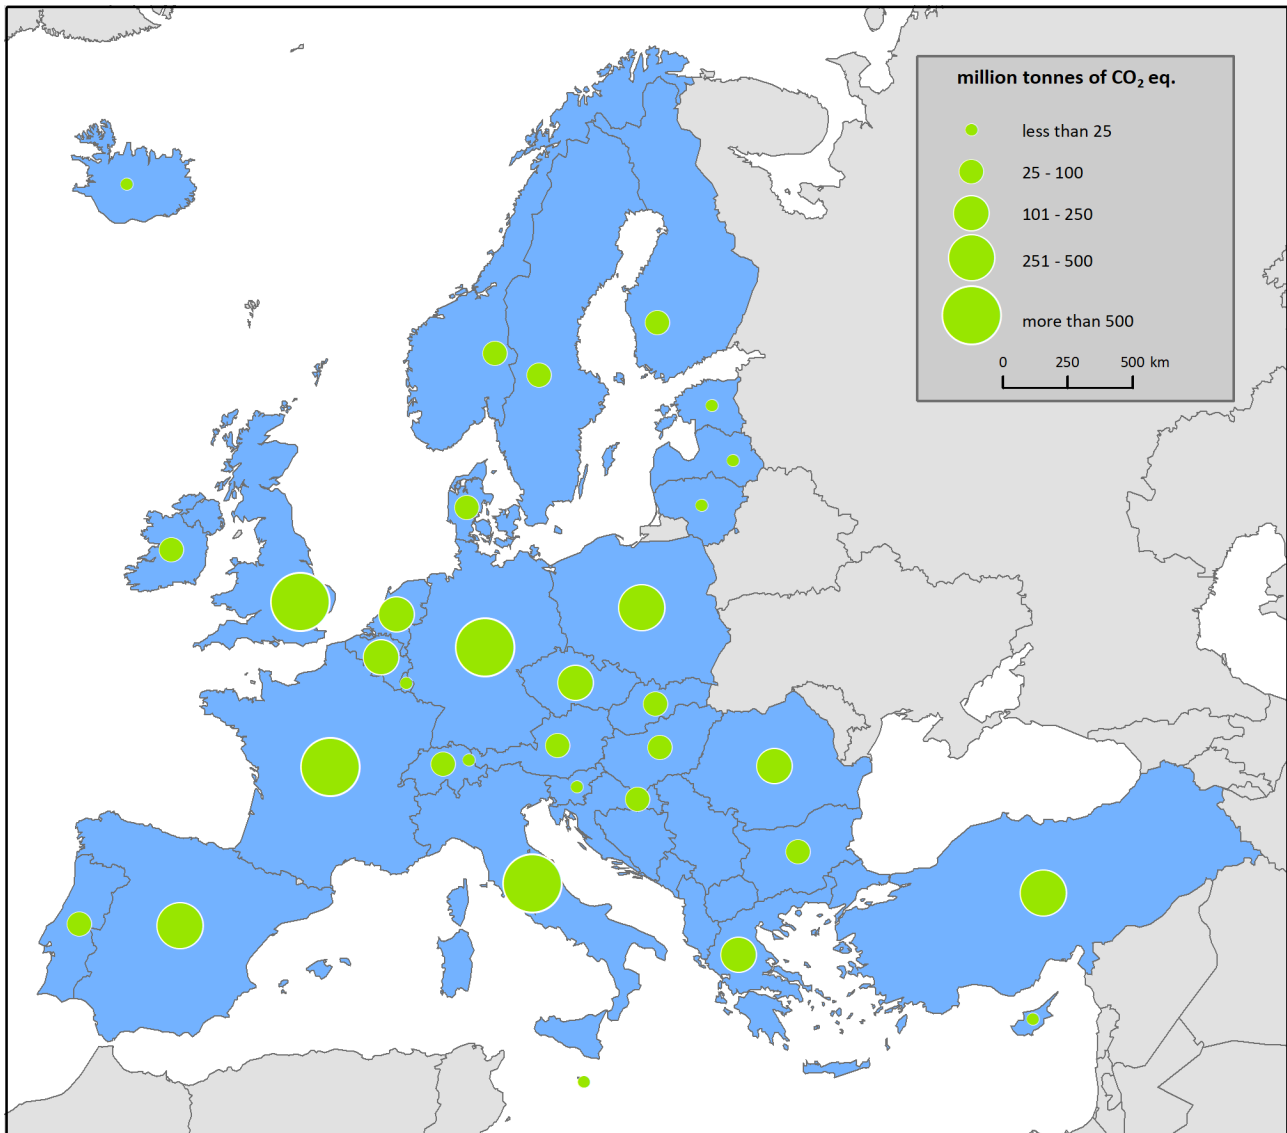 million tonnes of CO₂ eq.
less than 25
25 - 100
101 - 250
251 - 500
more than 500
0 250 500 km